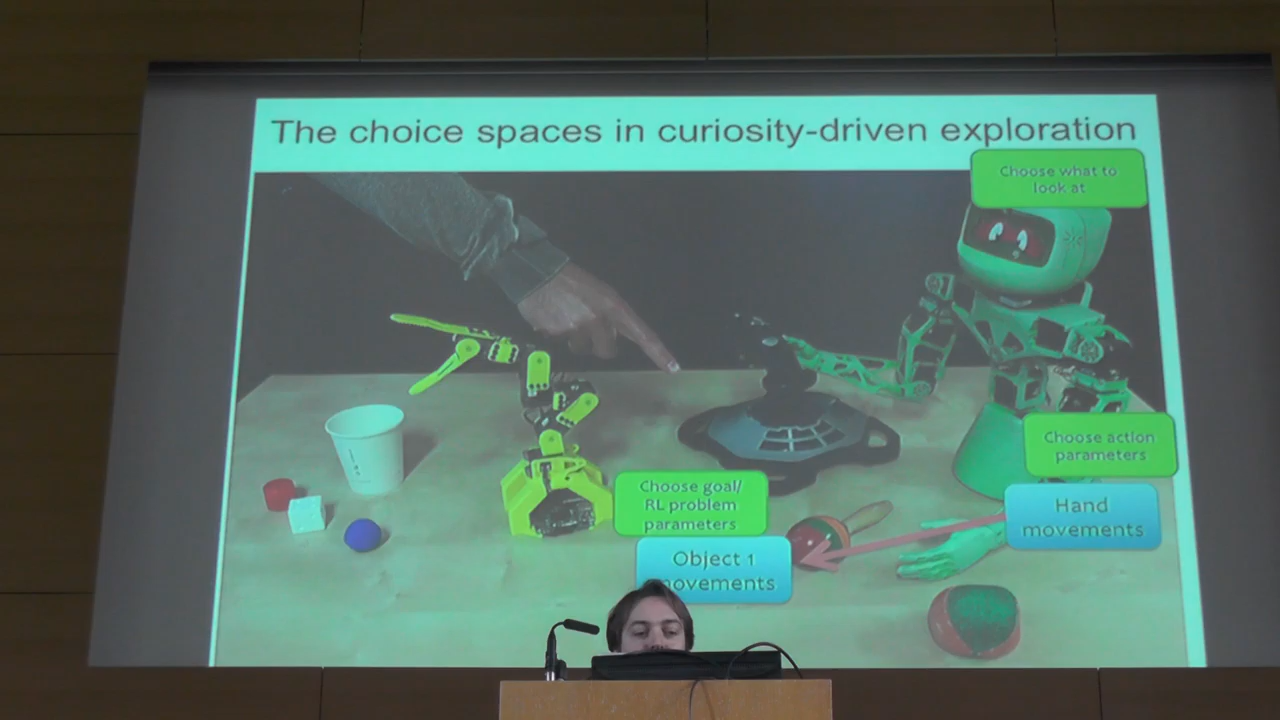 The choice spaces in curiosity-driven exploration
Choose what to
look at
Choose action
parameters
Hand
movements
Choose goal/
RL problem
parameters
Object 1
movements